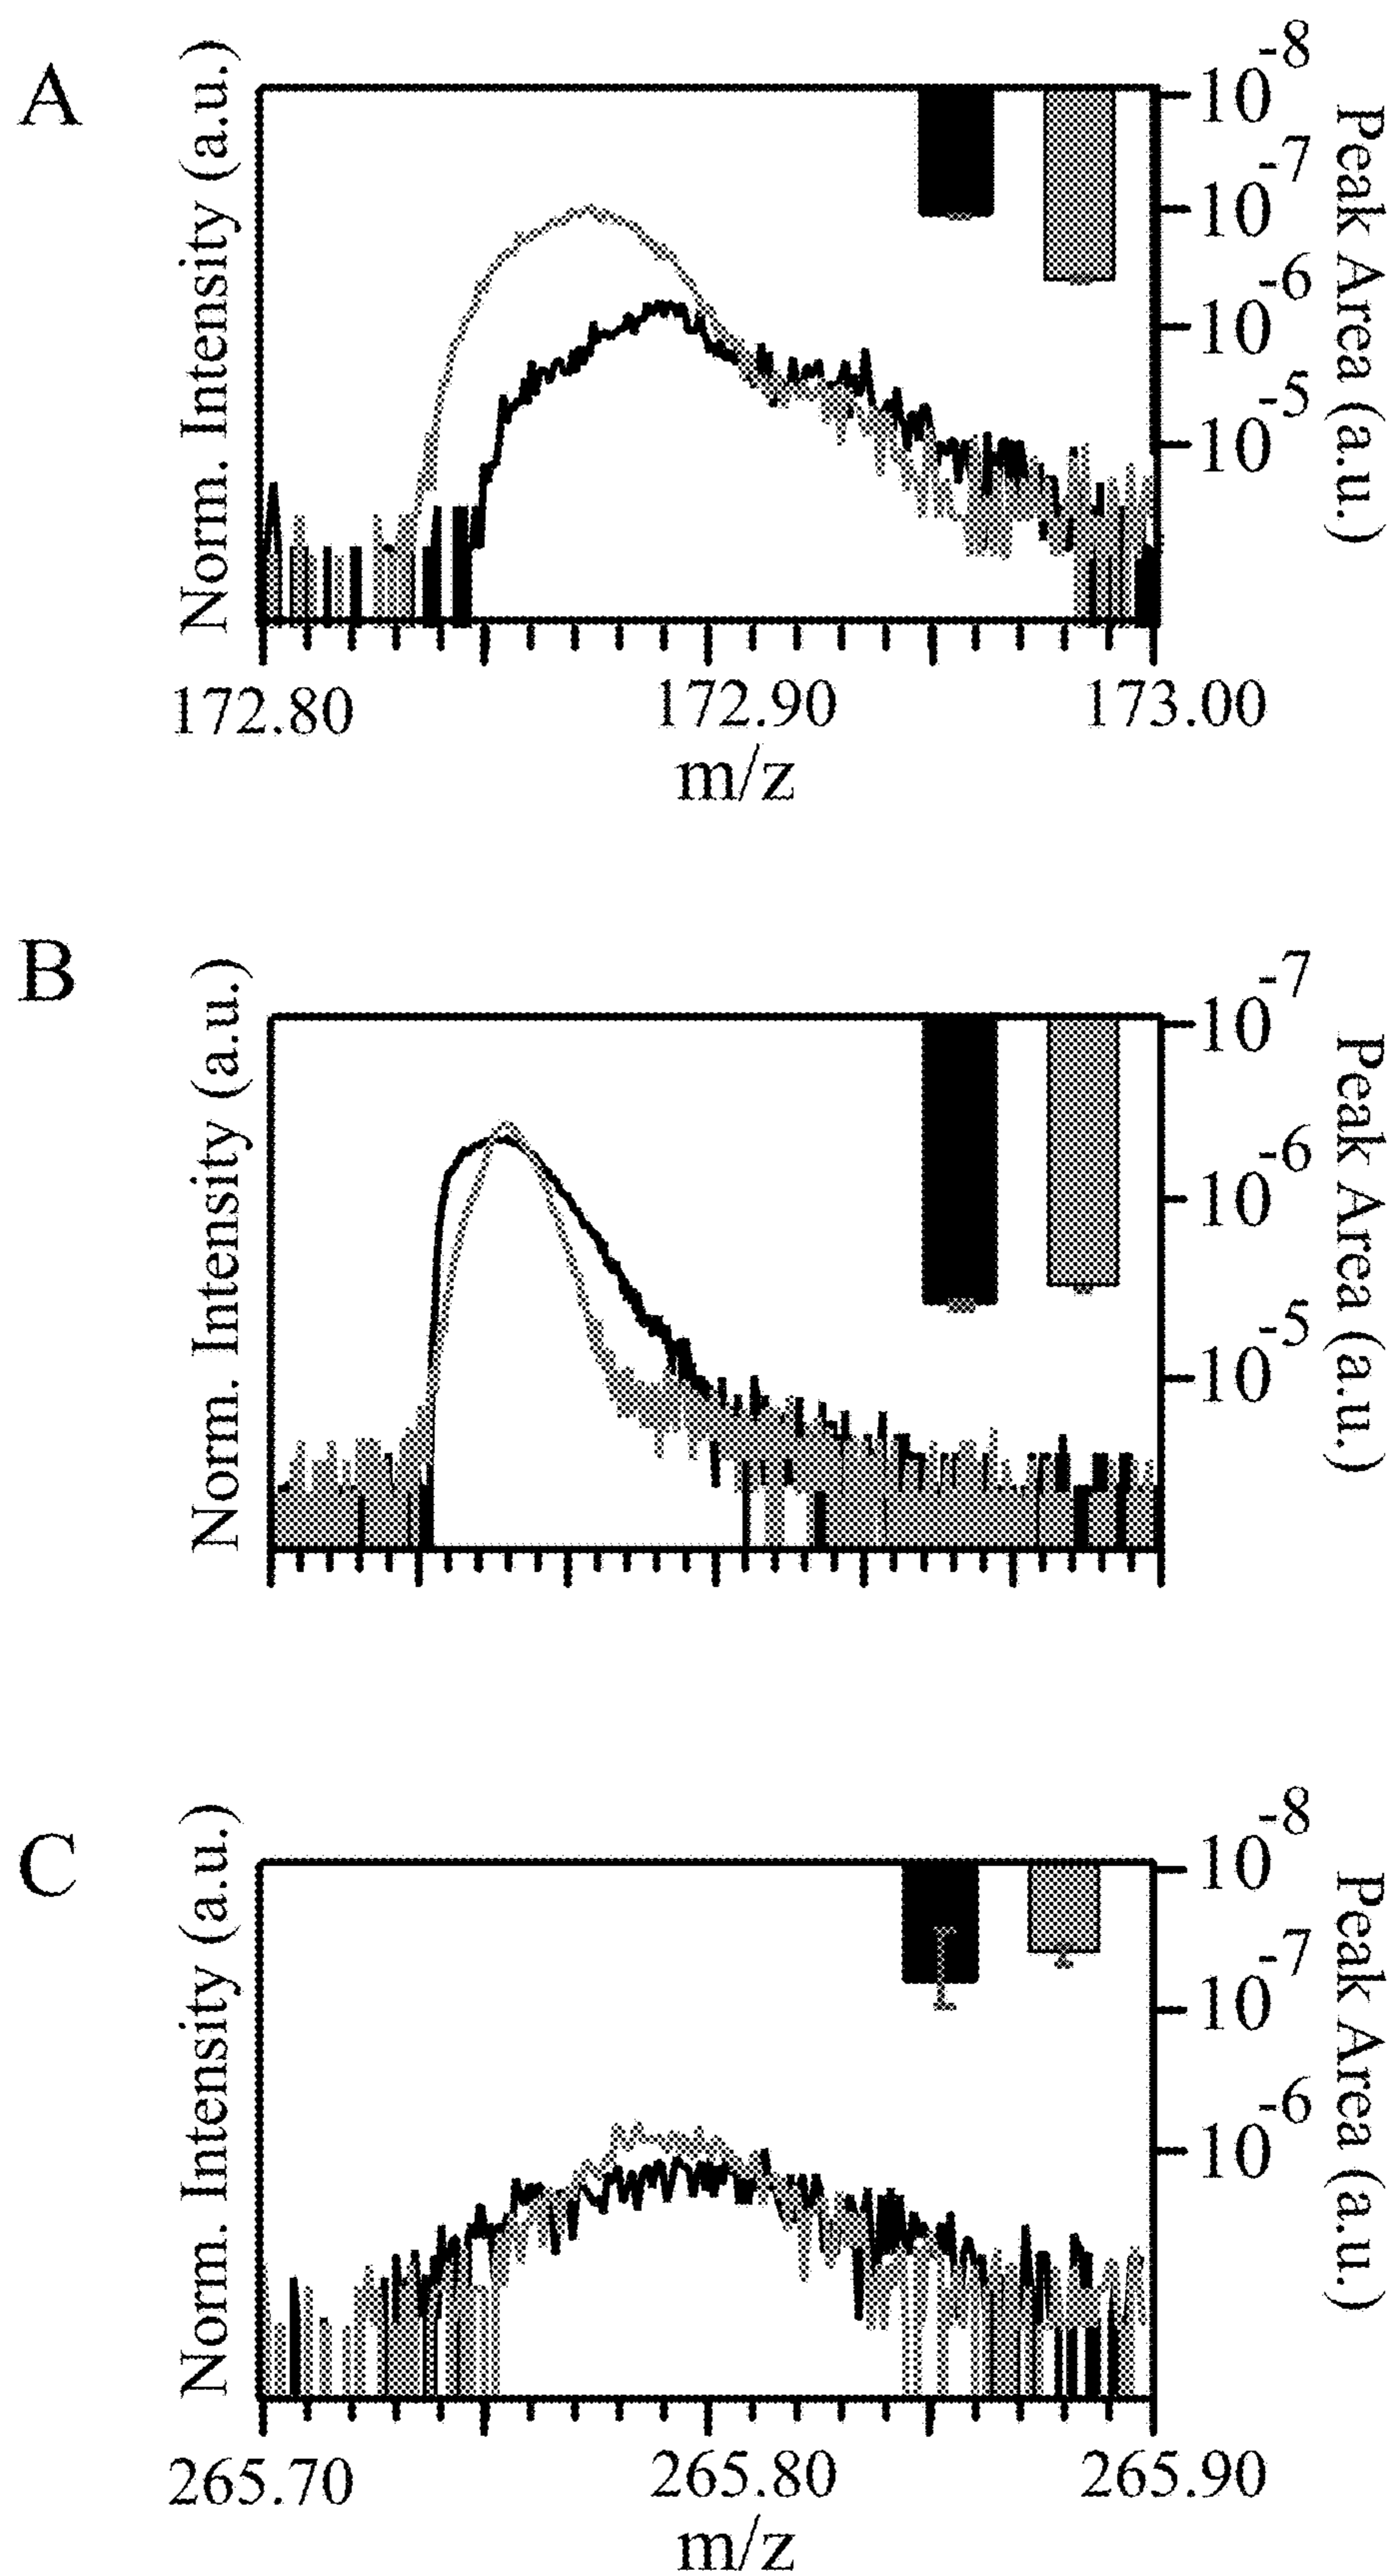 A
Norm. Intensity (a.u.)
10-8
10-7
10-6
10-5
Peak Area (a.u.)
172.80 172.90 173.00
m/z
B
Norm. Intensity (a.u.)
10-7
10-6
10-5
Peak Area (a.u.)
C
Norm. Intensity (a.u.)
10-8
10-7
10-6
Peak Area (a.u.)
265.70 265.80 265.90
m/z